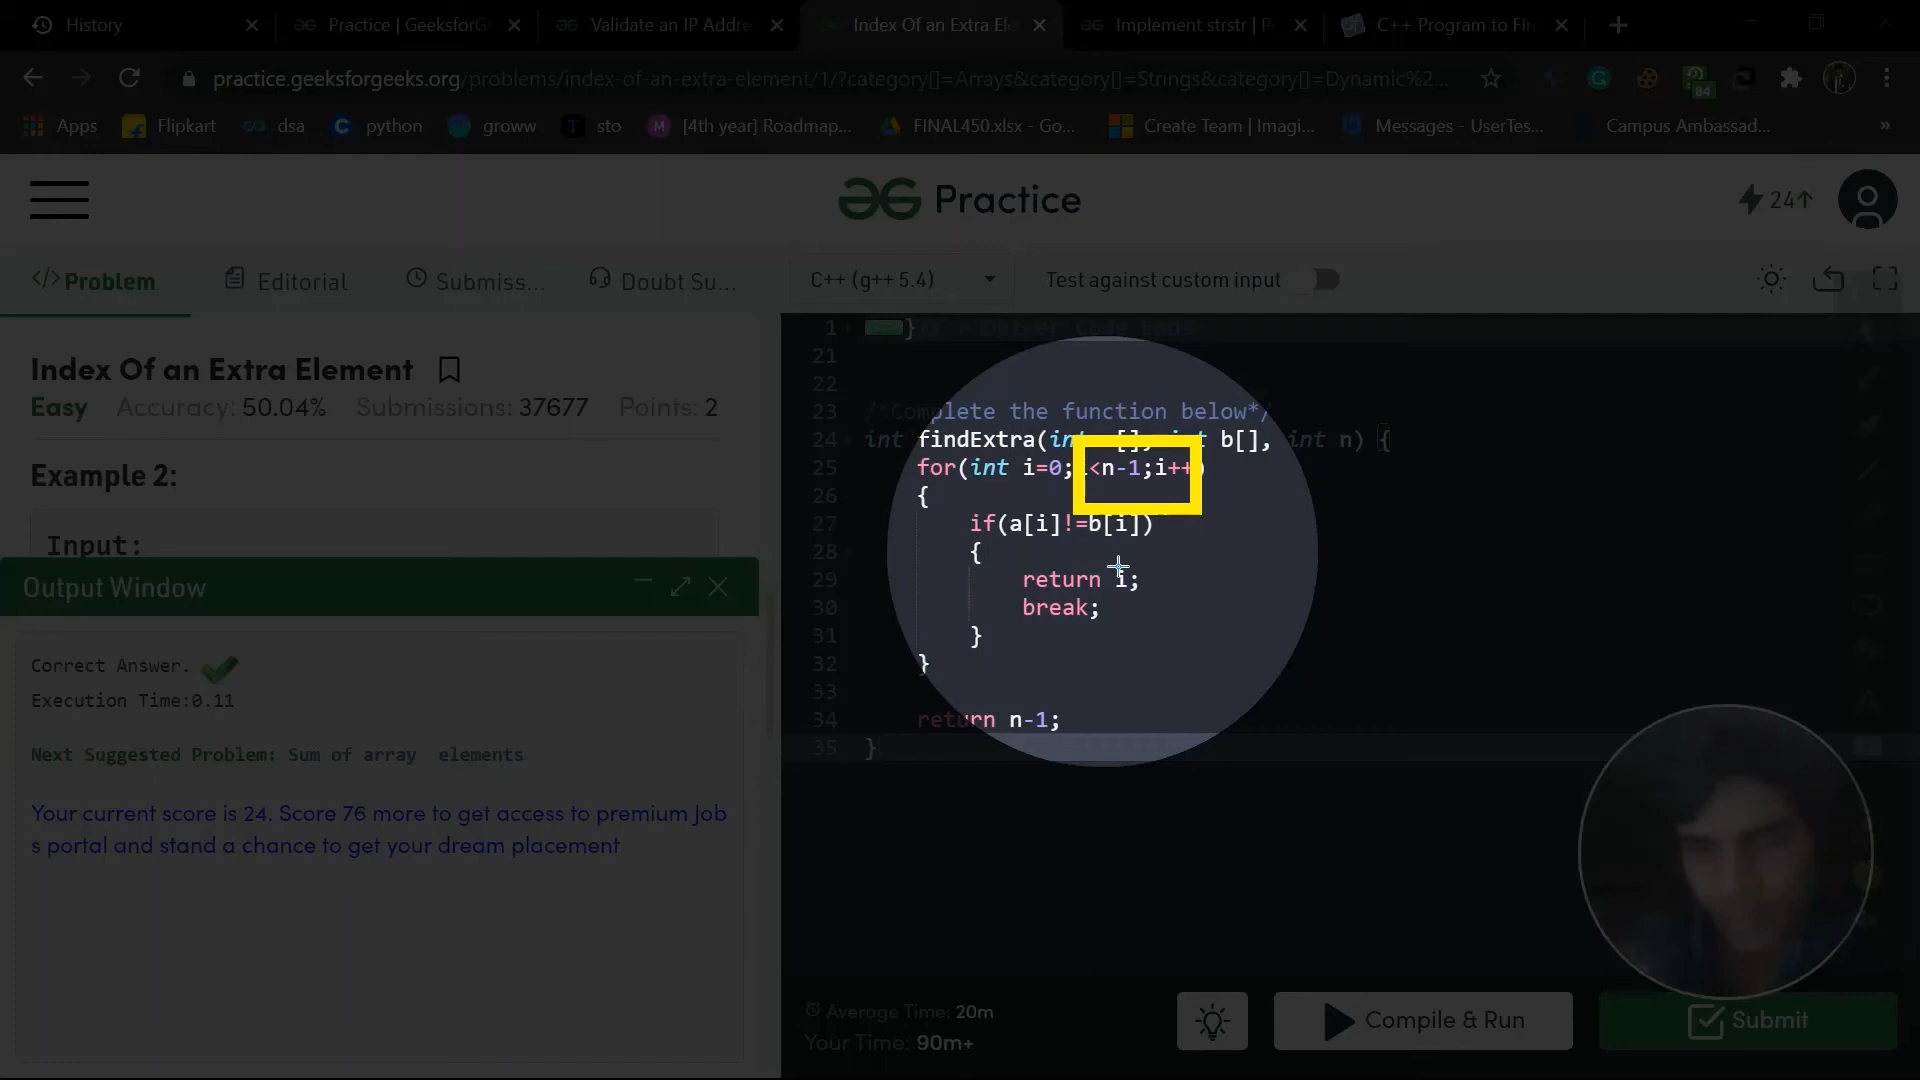 History
Practice | GeeksforG
Validate an IP Addre
Index Of an Extra Ele
Implement strstr | P
C++ Program to Fin
practice.geeksforgeeks.org/problems/index-of-an-extra-element/1/?category[]=Arrays&category[]=Strings&category[]=Dynamic%2...
84
Apps
Flipkart
dsa
python
groww
sto
[4th year] Roadmap...
FINAL450.xlsx - Go...
Create Team | Imagi...
Messages - UserTes...
Campus Ambassad...
»
Practice
24↑
</> Problem
Editorial
Submiss...
Doubt Su...
C++ (g++ 5.4)
Test against custom input
Index Of an Extra Element
Easy Accuracy: 50.04% Submissions: 37677 Points: 2
Example 2:
Input:
Output Window
Correct Answer.
Execution Time:0.11
Next Suggested Problem: Sum of array elements
Your current score is 24. Score 76 more to get access to premium Job
s portal and stand a chance to get your dream placement
1 }// } Driver Code Ends
21
22
23 /*Complete the function below*/
24 int findExtra(int a[], int b[], int n) {
25 for(int i=0;i<n-1;i++)
26 {
27 if(a[i]!=b[i])
28 {
29 return i;
30 break;
31 }
32 }
33
34 return n-1;
35 }
Average Time: 20m
Your Time: 90m+
Compile & Run
Submit